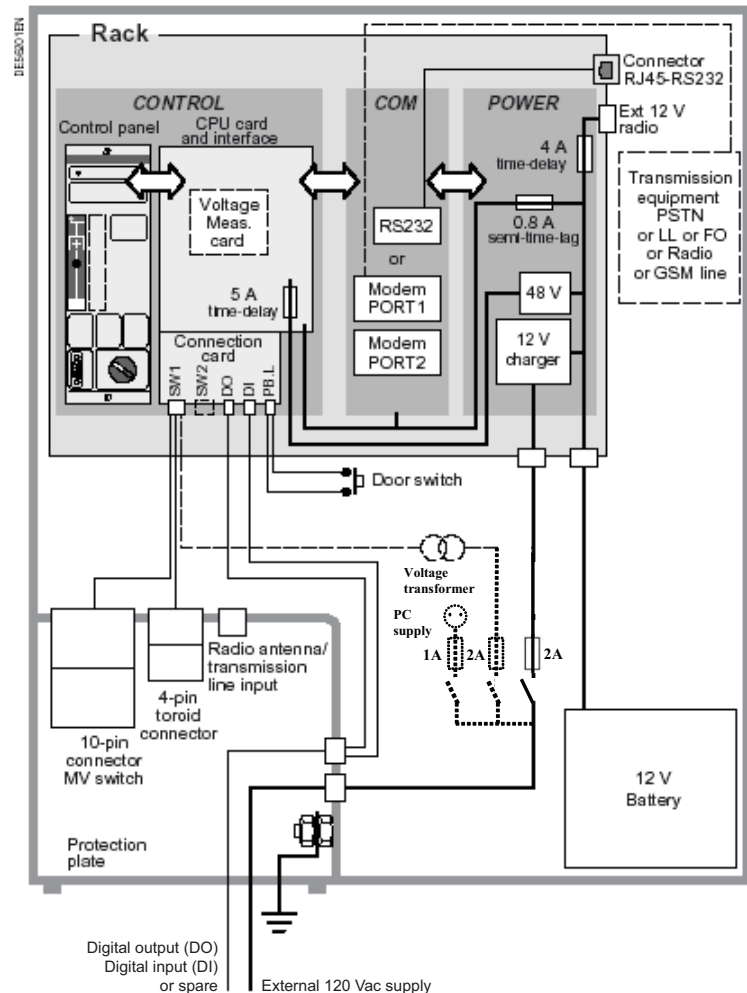 DE56201EN
Rack
Connector
RJ45-RS232
CONTROL
COM
POWER
Control panel
CPU card
and interface
Ext 12 V
radio
4 A
time-delay
Voltage
Meas.
card
Transmission
equipment
PSTN
or LL or FO
or Radio
or GSM line
RS232
0.8 A
semi-time-lag
or
5 A
time-delay
Modem
PORT1
48 V
Modem
PORT2
12 V
charger
Connection
card
SW1
SW2
DO
DI
PB.L
Door switch
Voltage
transformer
PC
supply
1A
2A
2A
Radio antenna/
transmission
line input
4-pin
toroid
connector
10-pin
connector
MV switch
12 V
Battery
Protection
plate
Digital output (DO)
Digital input (DI)
or spare
External 120 Vac supply